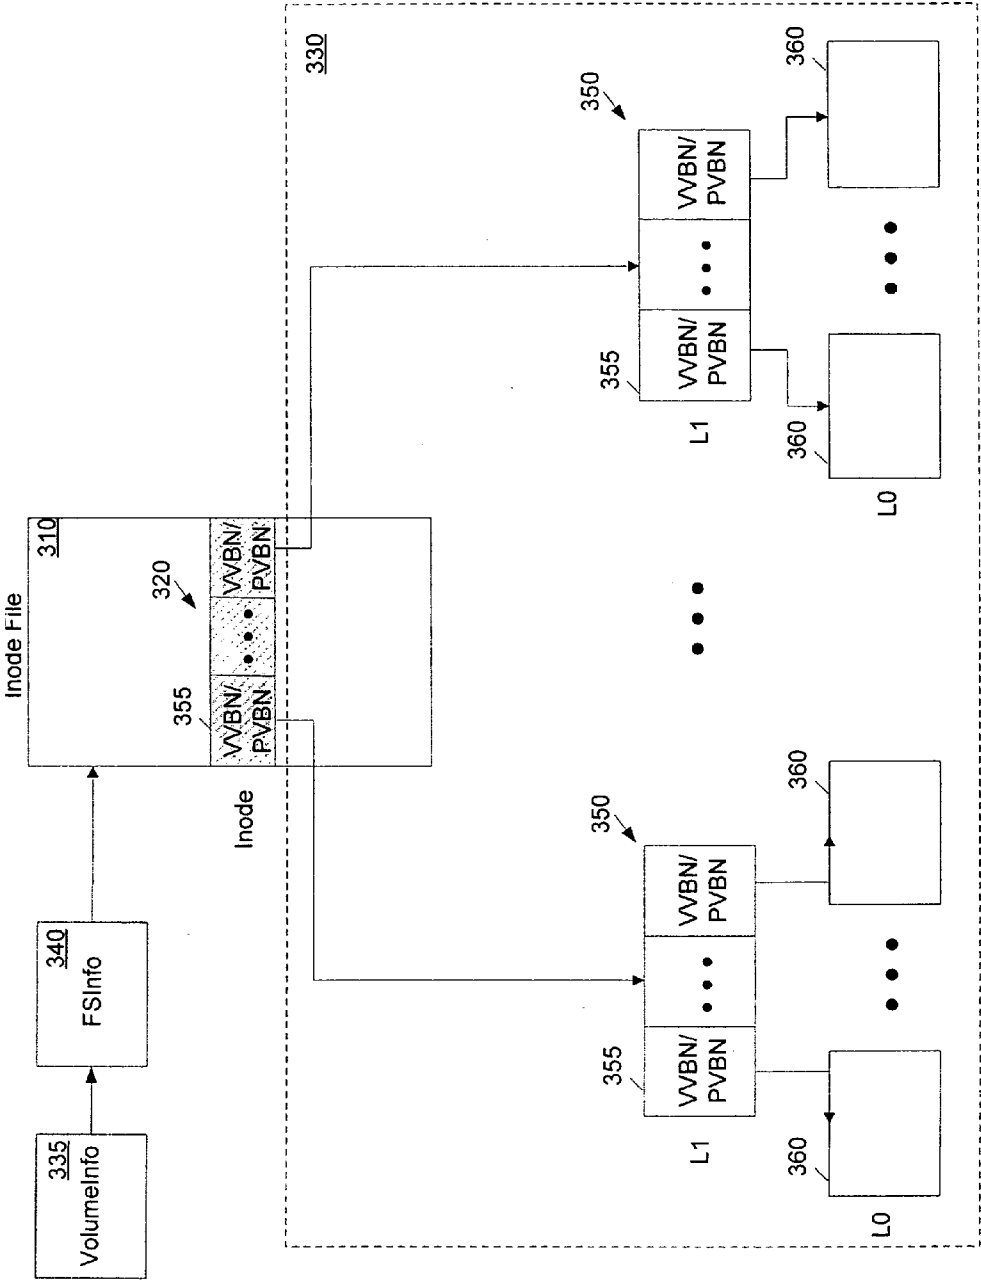 Inode File
335
VolumeInfo
340
FSInfo
310
320
355
Inode
VVBN/
PVBN
VVBN/
PVBN
330
350
355
L1
VVBN/
PVBN
VVBN/
PVBN
350
355
L1
VVBN/
PVBN
VVBN/
PVBN
360
360
360
360
L0
L0